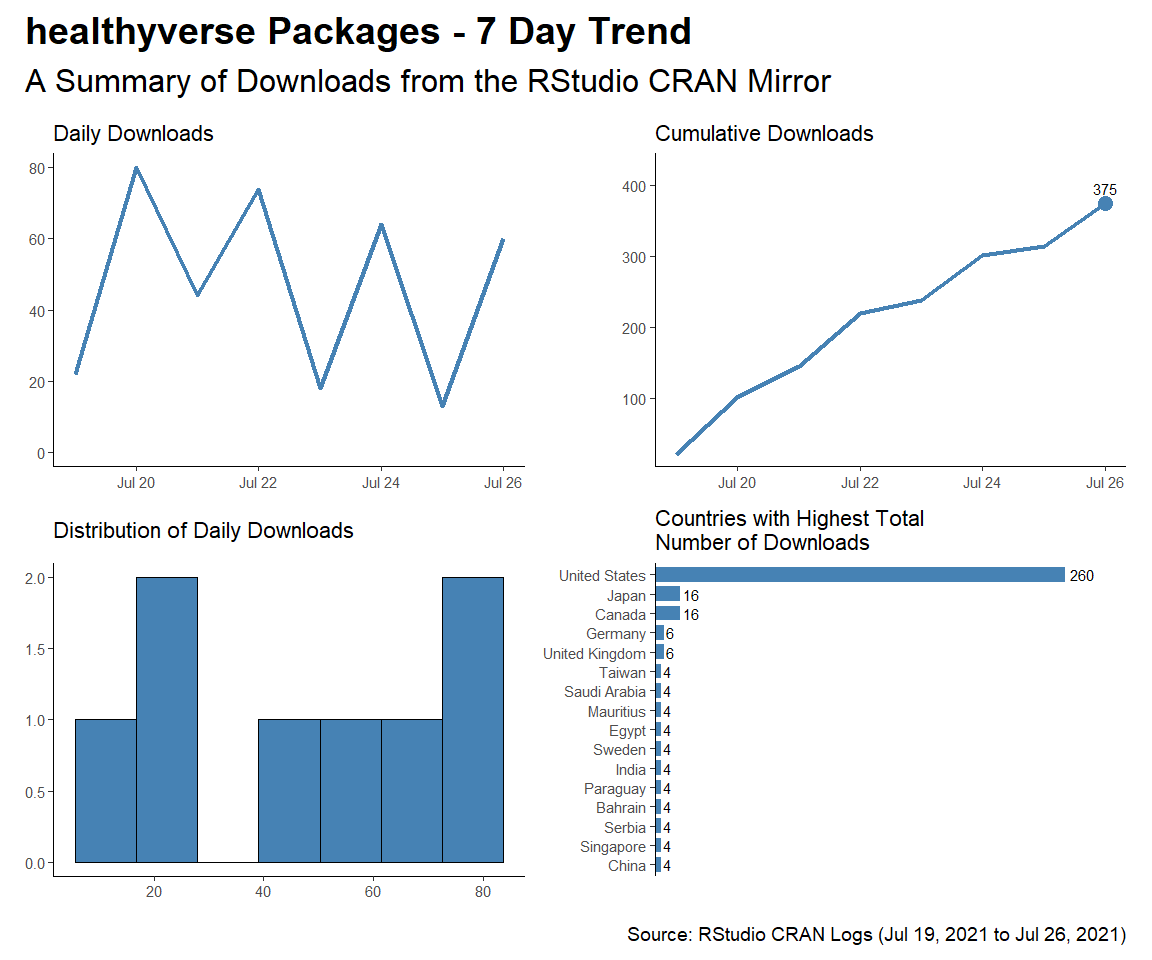 healthyverse Packages - 7 Day Trend
A Summary of Downloads from the RStudio CRAN Mirror
Daily Downloads
80
60
40
20
0
Jul 20 Jul 22 Jul 24 Jul 26
Cumulative Downloads
400
300
200
100
375
Jul 20 Jul 22 Jul 24 Jul 26
Distribution of Daily Downloads
2.0
1.5
1.0
0.5
0.0
20 40 60 80
Countries with Highest Total
Number of Downloads
United States 260
Japan 16
Canada 16
Germany 6
United Kingdom 6
Taiwan 4
Saudi Arabia 4
Mauritius 4
Egypt 4
Sweden 4
India 4
Paraguay 4
Bahrain 4
Serbia 4
Singapore 4
China 4
Source: RStudio CRAN Logs (Jul 19, 2021 to Jul 26, 2021)